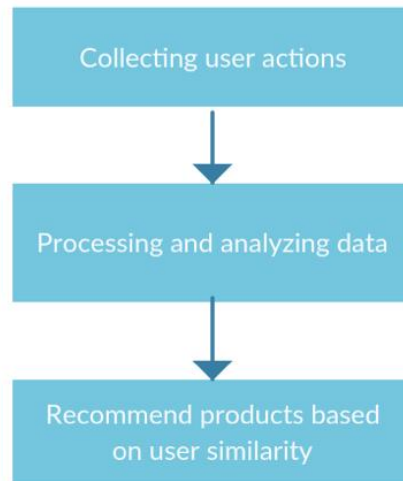 Collecting user actions
Processing and analyzing data
Recommend products based
on user similarity